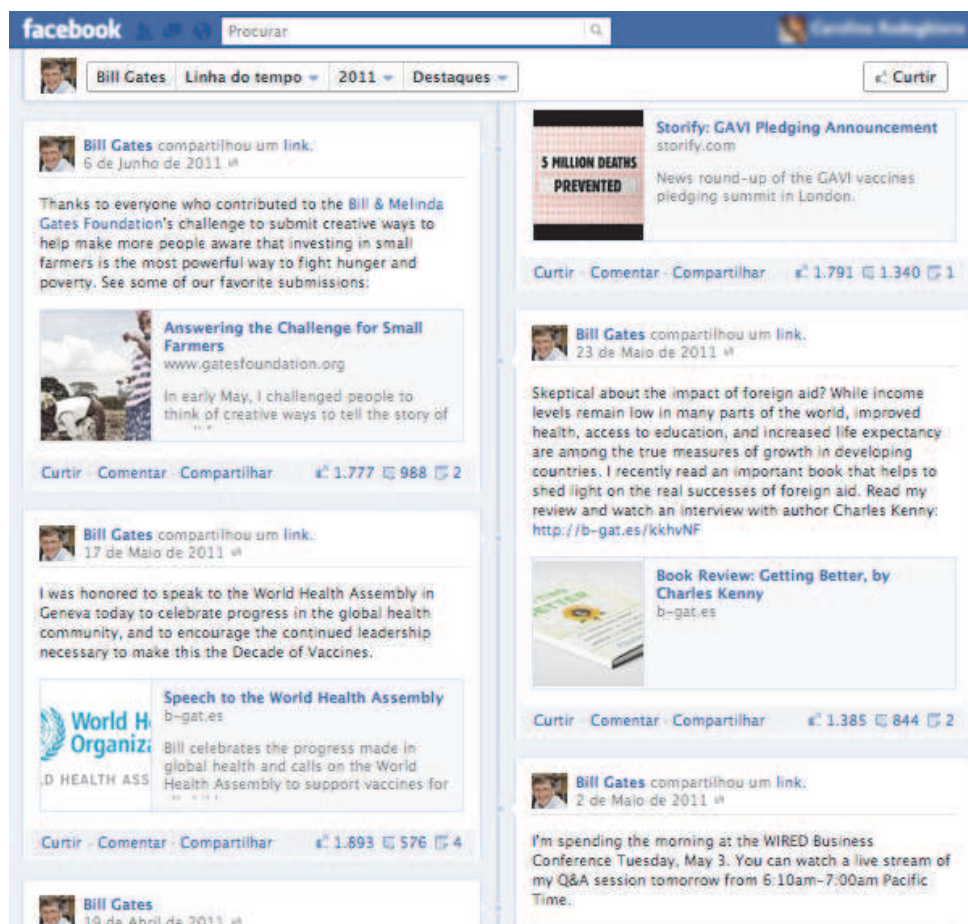 facebook
Procurar
Bill Gates Linha do tempo 2011 Destaques
Curtir
Bill Gates compartilhou um link.
6 de Junho de 2011
Thanks to everyone who contributed to the Bill & Melinda
Gates Foundation's challenge to submit creative ways to
help make more people aware that investing in small
farmers is the most powerful way to fight hunger and
poverty. See some of our favorite submissions:
Answering the Challenge for Small
Farmers
www.gatesfoundation.org
In early May, I challenged people to
think of creative ways to tell the story of
Curtir · Comentar · Compartilhar 1.777 988 2
Bill Gates compartilhou um link.
17 de Maio de 2011
I was honored to speak to the World Health Assembly in
Geneva today to celebrate progress in the global health
community, and to encourage the continued leadership
necessary to make this the Decade of Vaccines.
World H
Organiza
D HEALTH ASS
Speech to the World Health Assembly
b-gat.es
Bill celebrates the progress made in
global health and calls on the World
Health Assembly to support vaccines for
Curtir · Comentar · Compartilhar 1.893 576 4
Bill Gates
19 de Abril de 2011
5 MILLION DEATHS
PREVENTED
Storify: GAVI Pledging Announcement
storify.com
News round-up of the GAVI vaccines
pledging summit in London.
Curtir · Comentar · Compartilhar 1.791 1.340 1
Bill Gates compartilhou um link.
23 de Maio de 2011
Skeptical about the impact of foreign aid? While income
levels remain low in many parts of the world, improved
health, access to education, and increased life expectancy
are among the true measures of growth in developing
countries. I recently read an important book that helps to
shed light on the real successes of foreign aid. Read my
review and watch an interview with author Charles Kenny:
http://b-gat.es/kkhvNF
Book Review: Getting Better, by
Charles Kenny
b-gat.es
Curtir · Comentar · Compartilhar 1.385 844 2
Bill Gates compartilhou um link.
2 de Maio de 2011
I'm spending the morning at the WIRED Business
Conference Tuesday, May 3. You can watch a live stream of
my Q&A session tomorrow from 6:10am-7:00am Pacific
Time.